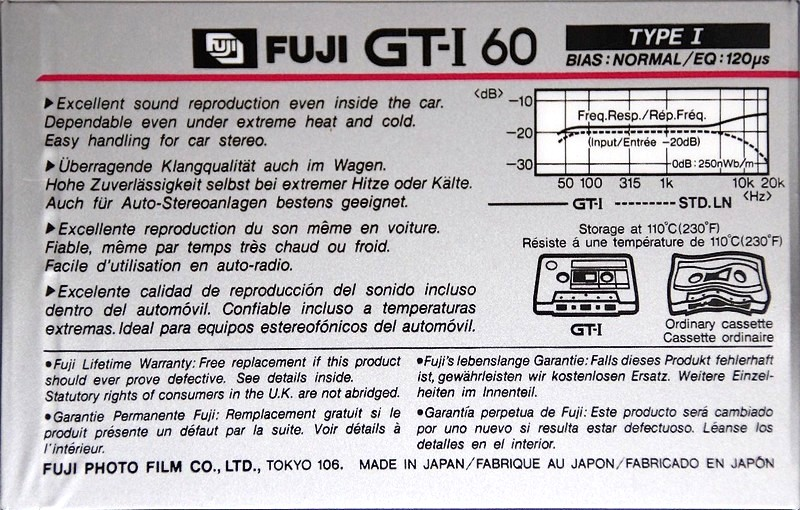 FUJI FUJI GT-I 60 TYPE I
BIAS:NORMAL/EQ:120µs
▶Excellent sound reproduction even inside the car.
Dependable even under extreme heat and cold.
Easy handling for car stereo.
▶Überragende Klangqualität auch im Wagen.
Hohe Zuverlässigkeit selbst bei extremer Hitze oder Kälte.
Auch für Auto-Stereoanlagen bestens geeignet.
▶Excellente reproduction du son même en voiture.
Fiable, même par temps très chaud ou froid.
Facile d'utilisation en auto-radio.
▶Excelente calidad de reproducción del sonido incluso
dentro del automóvil. Confiable incluso a temperaturas
extremas. Ideal para equipos estereofónicos del automóvil.
<dB>
-10
Freq.Resp./Rép.Fréq.
-20
(Input/Entrée -20dB)
-30
0dB:250nWb/m
50 100 315 1k 10k 20k
<Hz>
GT-I STD.LN
Storage at 110°C(230°F)
Résiste á une température de 110°C(230°F)
GT-I
Ordinary cassette
Cassette ordinaire
●Fuji Lifetime Warranty: Free replacement if this product
should ever prove defective. See details inside.
Statutory rights of consumers in the U.K. are not abridged.
●Garantie Permanente Fuji: Remplacement gratuit si le
produit présente un défaut par la suite. Voir détails à
l'intérieur.
●Fuji's lebenslange Garantie: Falls dieses Produkt fehlerhaft
ist, gewährleisten wir kostenlosen Ersatz. Weitere Einzel-
heiten im Innenteil.
●Garantía perpetua de Fuji: Este producto será cambiado
por uno nuevo si resulta estar defectuoso. Léanse los
detalles en el interior.
FUJI PHOTO FILM CO., LTD., TOKYO 106. MADE IN JAPAN/FABRIQUE AU JAPON/FABRICADO EN JAPÓN